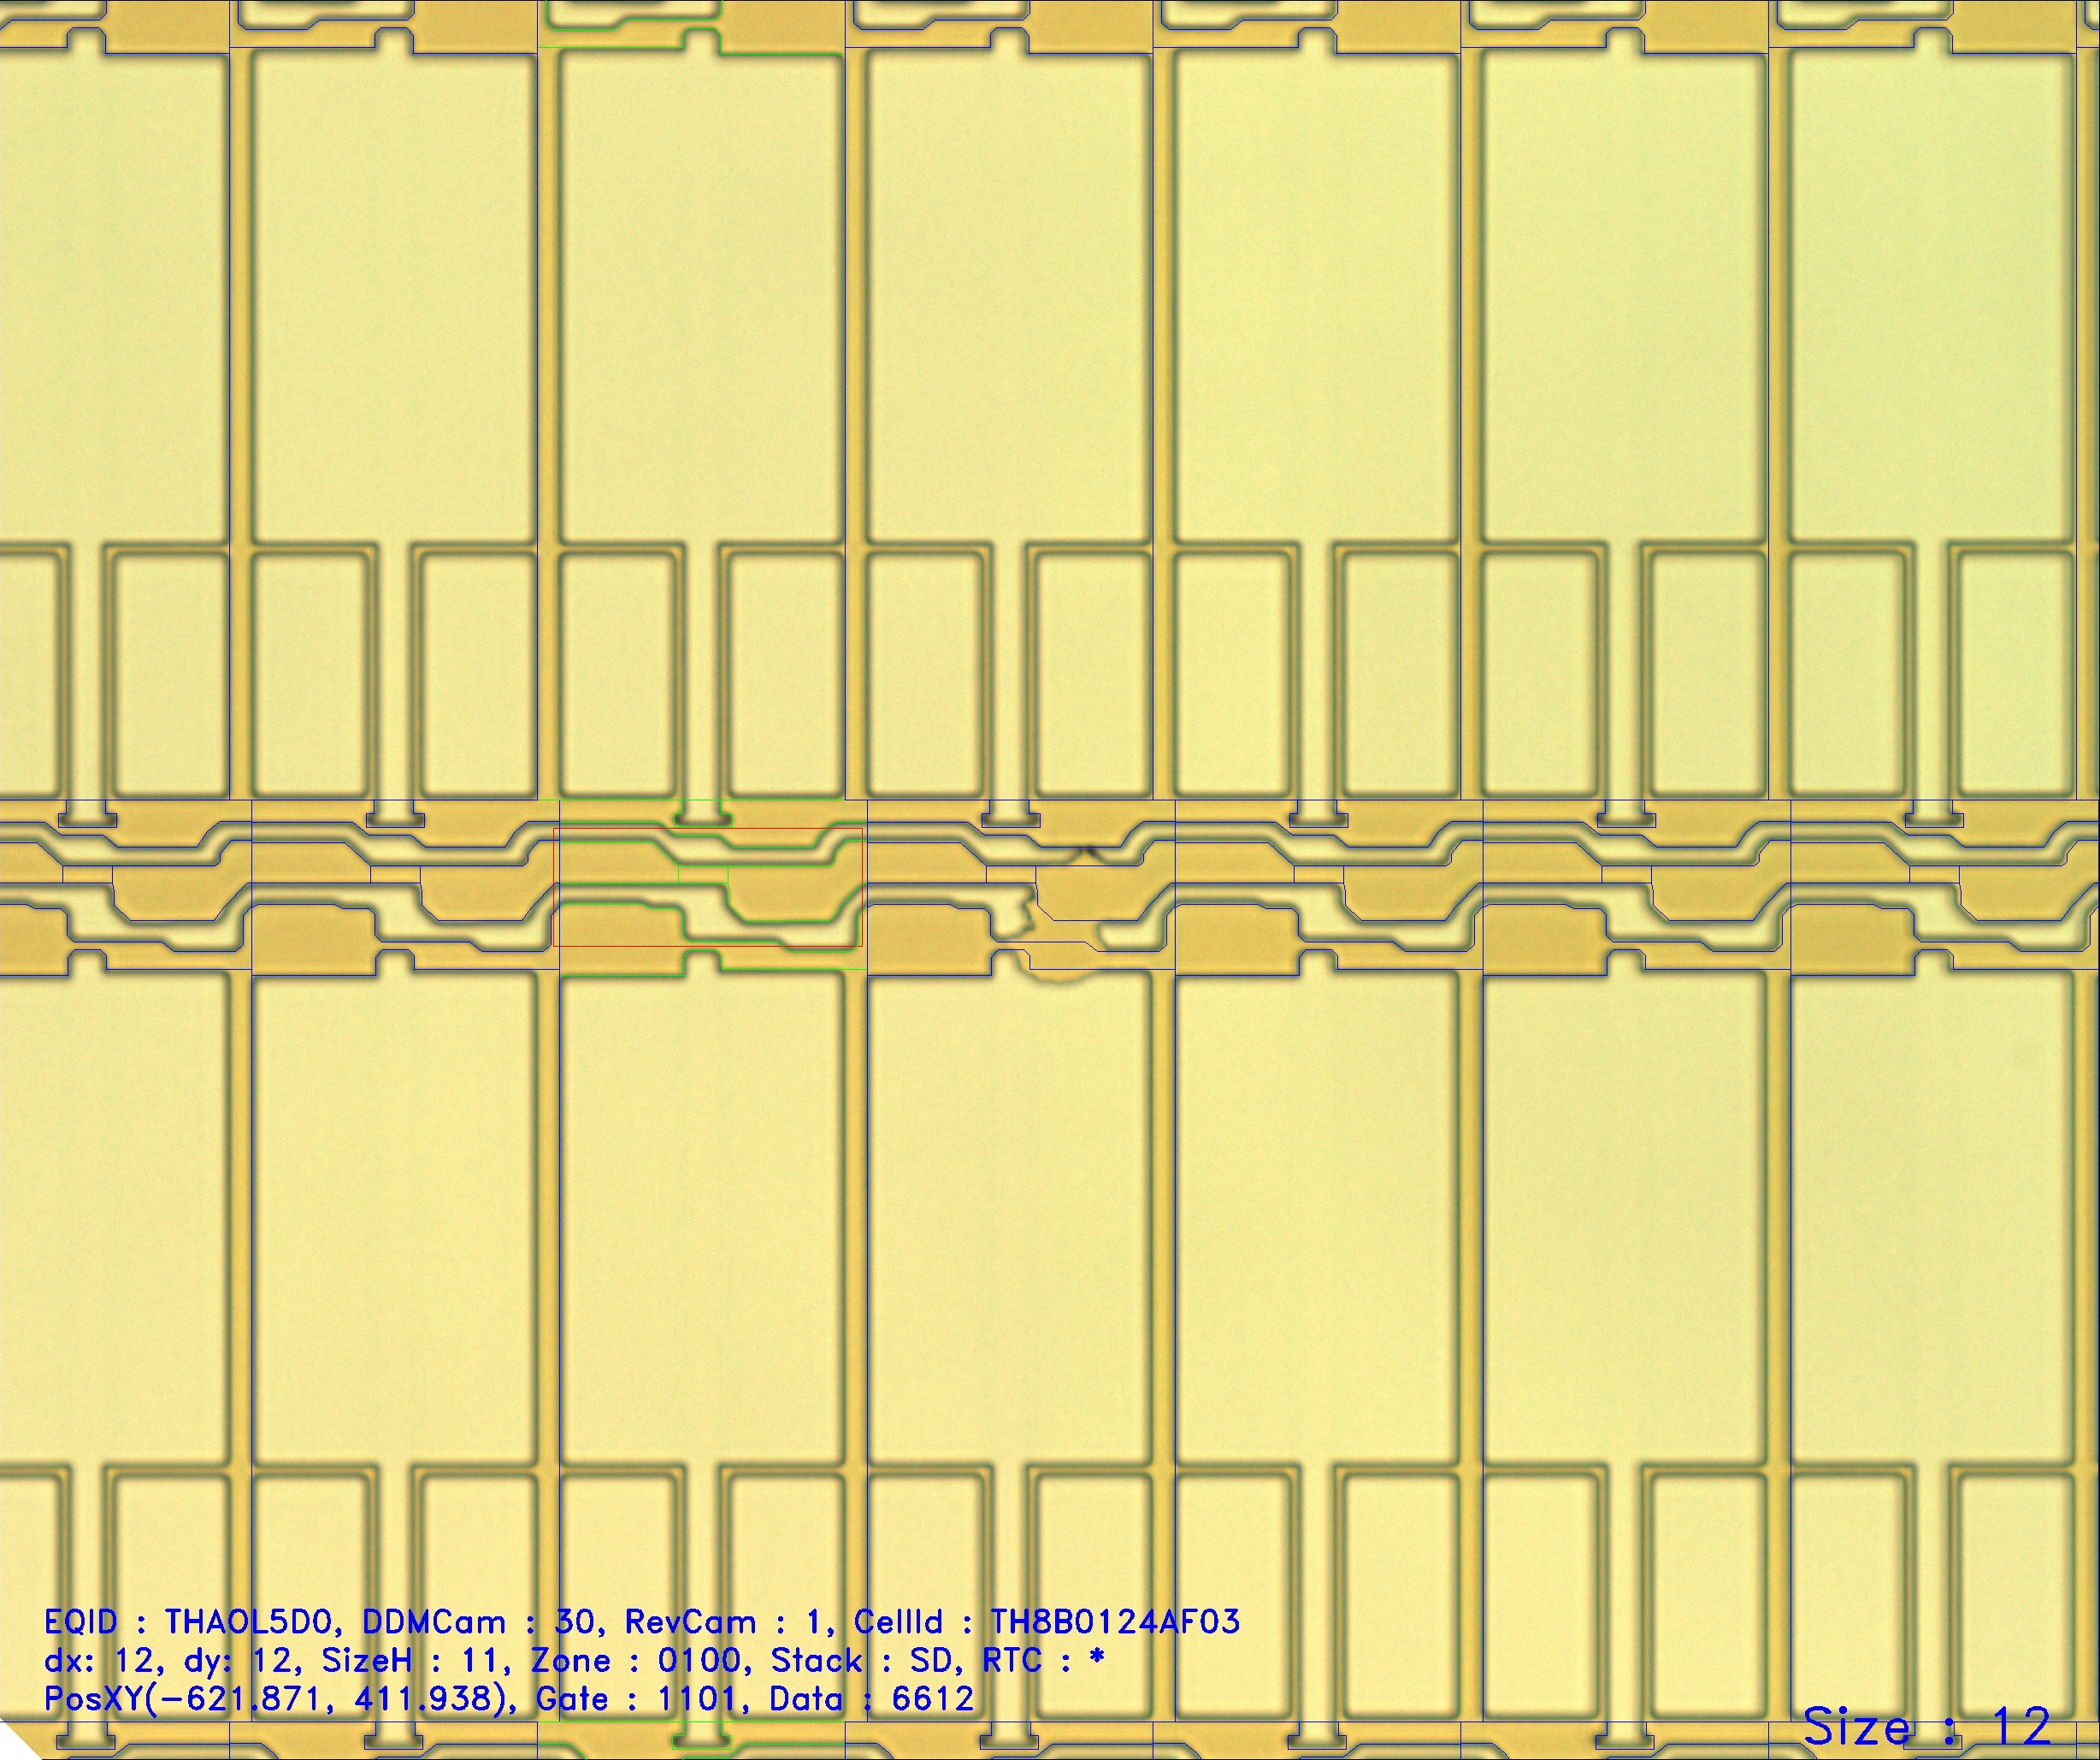 EQID : THAOL5D0, DDMCam : 30, RevCam : 1, CellId : TH8B0124AF03
dx: 12, dy: 12, SizeH : 11, Zone : 0100, Stack : SD, RTC : *
PosXY(-621.871, 411.938), Gate : 1101, Data : 6612
Size : 12